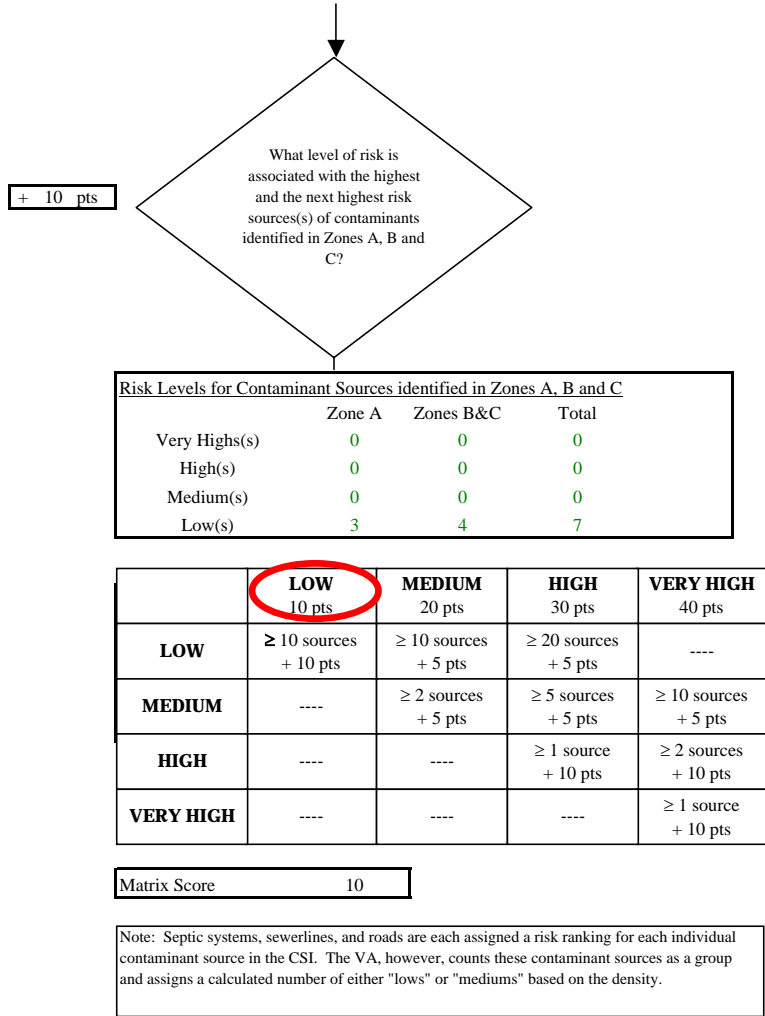 What level of risk is
associated with the highest
and the next highest risk
sources(s) of contaminants
identified in Zones A, B and
C?
+ 10 pts
Risk Levels for Contaminant Sources identified in Zones A, B and C
Zone A Zones B&C Total
Very Highs(s) 0 0 0
High(s) 0 0 0
Medium(s) 0 0 0
Low(s) 3 4 7
LOW MEDIUM HIGH VERY HIGH
10 pts 20 pts 30 pts 40 pts
LOW ≥ 10 sources ≥ 10 sources ≥ 20 sources ----
+ 10 pts + 5 pts + 5 pts
MEDIUM ---- ≥ 2 sources ≥ 5 sources ≥ 10 sources
+ 5 pts + 5 pts + 5 pts
HIGH ---- ---- ≥ 1 source ≥ 2 sources
+ 10 pts + 10 pts
VERY HIGH ---- ---- ---- ≥ 1 source
+ 10 pts
Matrix Score 10
Note: Septic systems, sewerlines, and roads are each assigned a risk ranking for each individual
contaminant source in the CSI. The VA, however, counts these contaminant sources as a group
and assigns a calculated number of either "lows" or "mediums" based on the density.